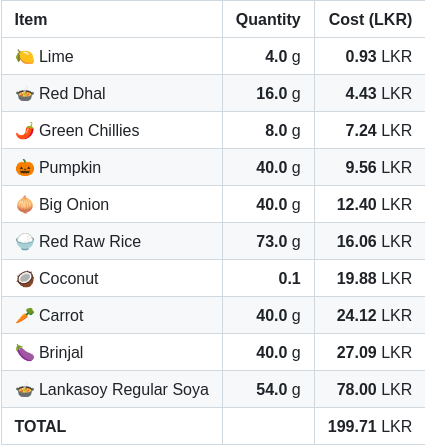 Item Quantity Cost (LKR)
🍋 Lime 4.0 g 0.93 LKR
🍲 Red Dhal 16.0 g 4.43 LKR
🌶️ Green Chillies 8.0 g 7.24 LKR
🎃 Pumpkin 40.0 g 9.56 LKR
🧅 Big Onion 40.0 g 12.40 LKR
🍚 Red Raw Rice 73.0 g 16.06 LKR
🥥 Coconut 0.1 19.88 LKR
🥕 Carrot 40.0 g 24.12 LKR
🍆 Brinjal 40.0 g 27.09 LKR
🍲 Lankasoy Regular Soya 54.0 g 78.00 LKR
TOTAL 199.71 LKR